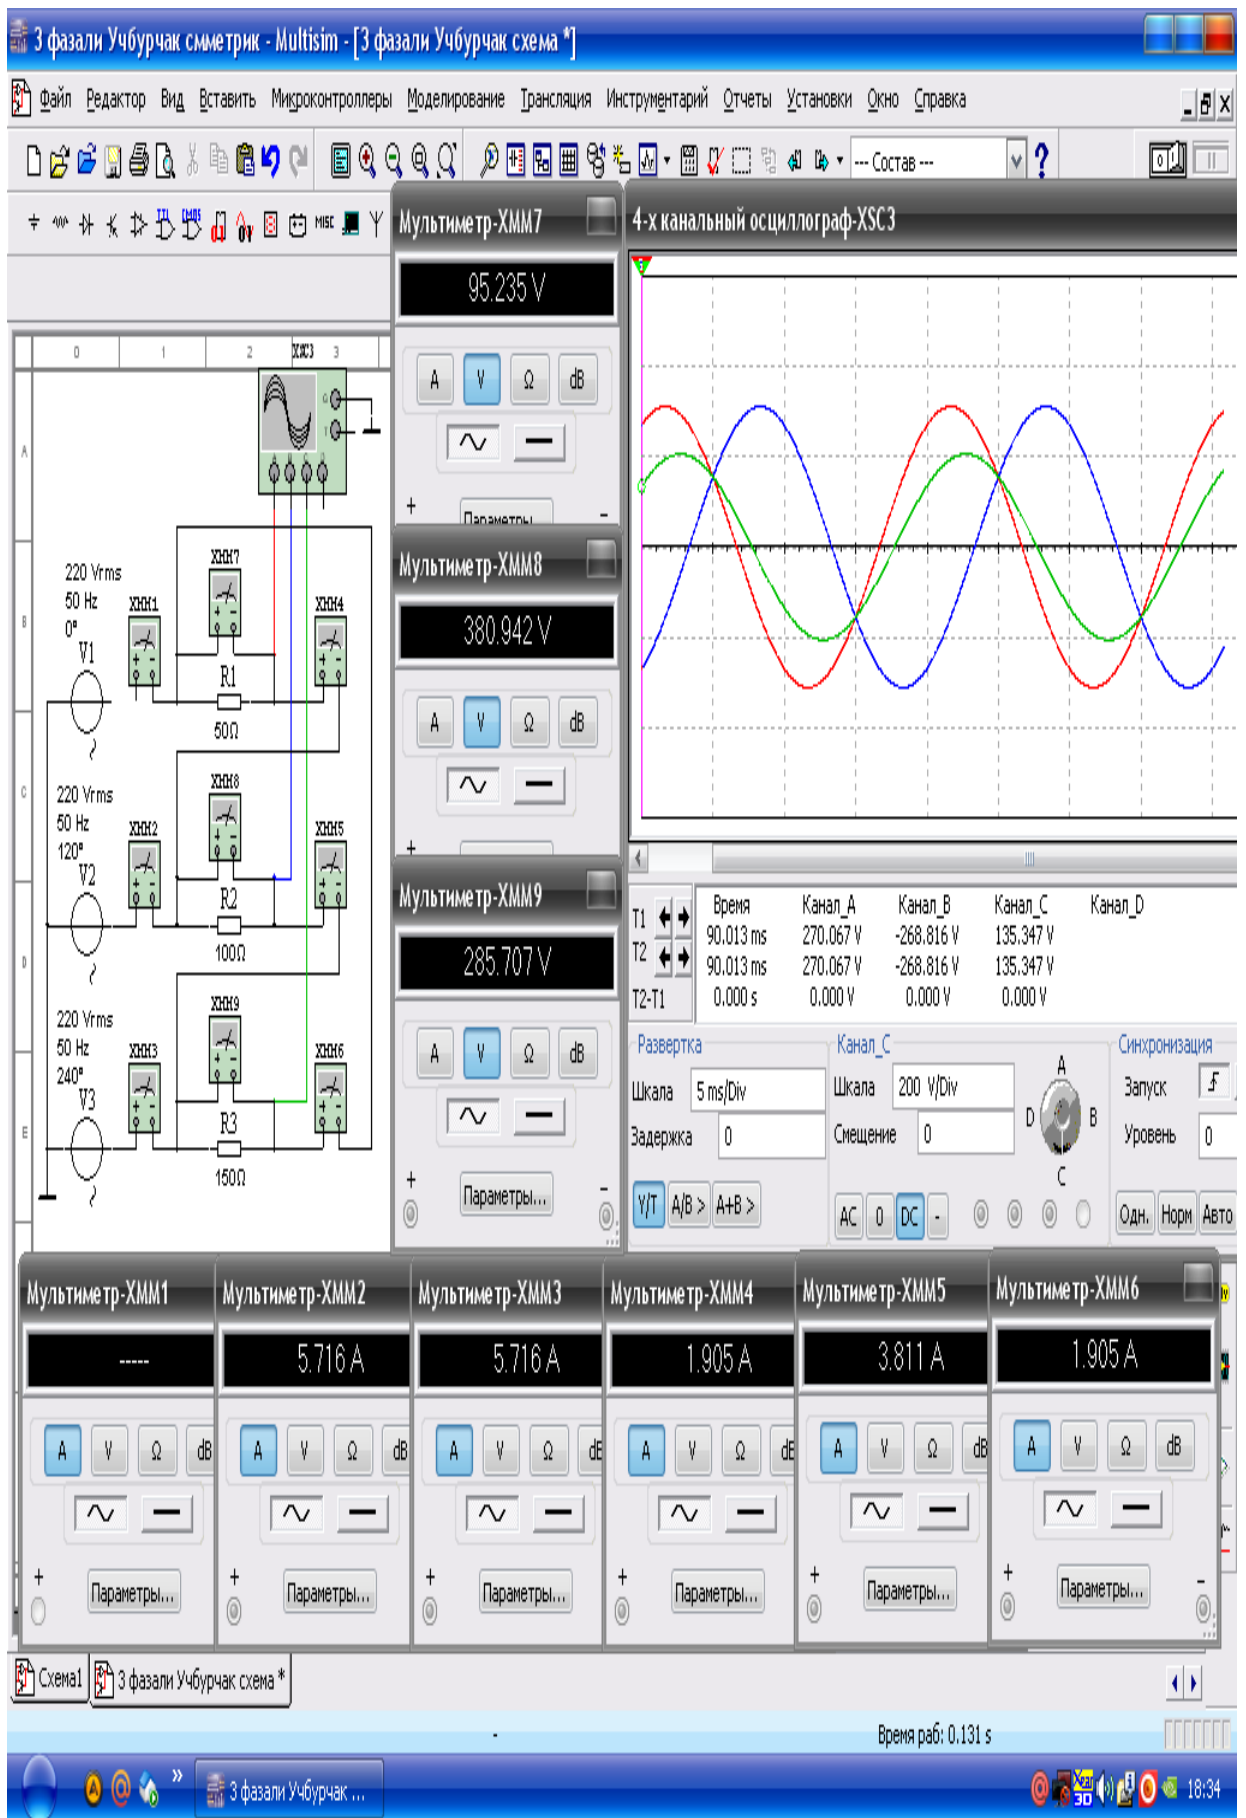 3 фазали Учбурчак смметрик - Multisim - [3 фазали Учбурчак схема *]
Файл Редактор Вид Вставить Микроконтроллеры Моделирование Трансляция Инструментарий Отчеты Установки Окно Справка
--- Состав ---
MISC
Мультиметр-XMM7
95.235 V
A V Ω dB
+ -
Мультиметр-XMM8
380.942 V
A V Ω dB
+
Мультиметр-XMM9
285.707 V
A V Ω dB
+ -
Параметры...
4-х канальный осциллограф-XSC3
0 1 2 XSC3 3
A
B
C
D
E
G
T
220 Vrms
50 Hz
0°
V1
XMM1
XMM7
XMM4
R1
50Ω
220 Vrms
50 Hz
120°
V2
XMM2
XMM8
XMM5
R2
100Ω
220 Vrms
50 Hz
240°
V3
XMM3
XMM9
XMM6
R3
150Ω
Время Канал_A Канал_B Канал_C Канал_D
T1 90.013 ms 270.067 V -268.816 V 135.347 V
T2 90.013 ms 270.067 V -268.816 V 135.347 V
T2-T1 0.000 s 0.000 V 0.000 V 0.000 V
Развертка
Шкала 5 ms/Div
Задержка 0
Y/T A/B > A+B >
Канал_C
Шкала 200 V/Div
Смещение 0
AC 0 DC -
A
B
C
D
Синхронизация
Запуск
Уровень 0
Одн. Норм Авто
Мультиметр-XMM1
-----
A V Ω dB
+
Параметры...
Мультиметр-XMM2
5.716 A
A V Ω dB
+
Параметры...
Мультиметр-XMM3
5.716 A
A V Ω
+
Параметры...
Мультиметр-XMM4
1.905 A
A V Ω
+
Параметры...
Мультиметр-XMM5
3.811 A
A V Ω dB
+
Параметры...
Мультиметр-XMM6
1.905 A
A V Ω dB
+ -
Параметры...
Схема1 3 фазали Учбурчак схема *
-
Время раб: 0.131 s
» 3 фазали Учбурчак ...
Xear 3D
18:34